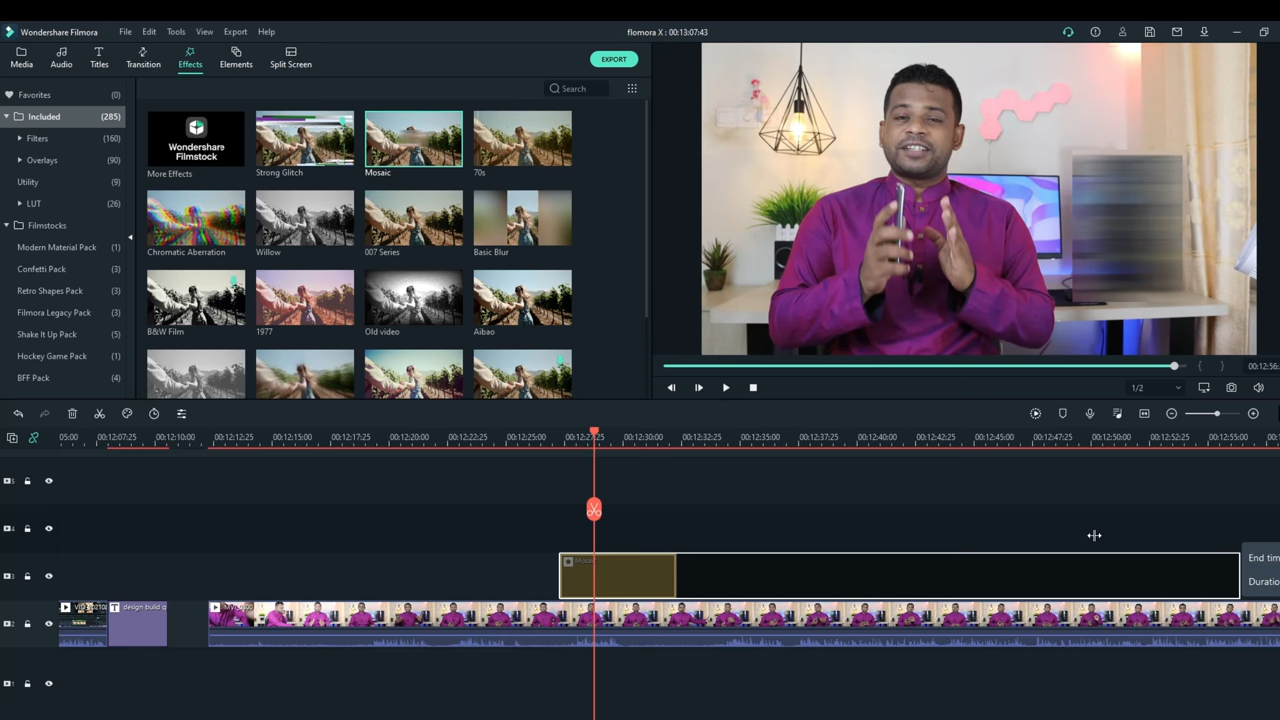 Wondershare Filmora File Edit Tools View Export Help flomora X : 00:13:07:43
Media Audio Titles Transition Effects Elements Split Screen EXPORT
Favorites (0) Search
Included (285)
Filters (160)
Overlays (90)
Utility (9)
LUT (26)
Filmstocks
Modern Material Pack (1)
Confetti Pack (3)
Retro Shapes Pack (3)
Filmora Legacy Pack (3)
Shake It Up Pack (5)
Hockey Game Pack (1)
BFF Pack (4)
Wondershare
Filmstock
More Effects Strong Glitch Mosaic 70s
Chromatic Aberration Willow 007 Series Basic Blur
B&W Film 1977 Old video Aibao
00:12:56:
1/2
05:00 00:12:07:25 00:12:10:00 00:12:12:25 00:12:15:00 00:12:17:25 00:12:20:00 00:12:22:25 00:12:25:00 00:12:27:25 00:12:30:00 00:12:32:25 00:12:35:00 00:12:37:25 00:12:40:00 00:12:42:25 00:12:45:00 00:12:47:25 00:12:50:00 00:12:52:25 00:12:55:00
5
4
3 Mosaic End tim
Duratio
2 design build a
1